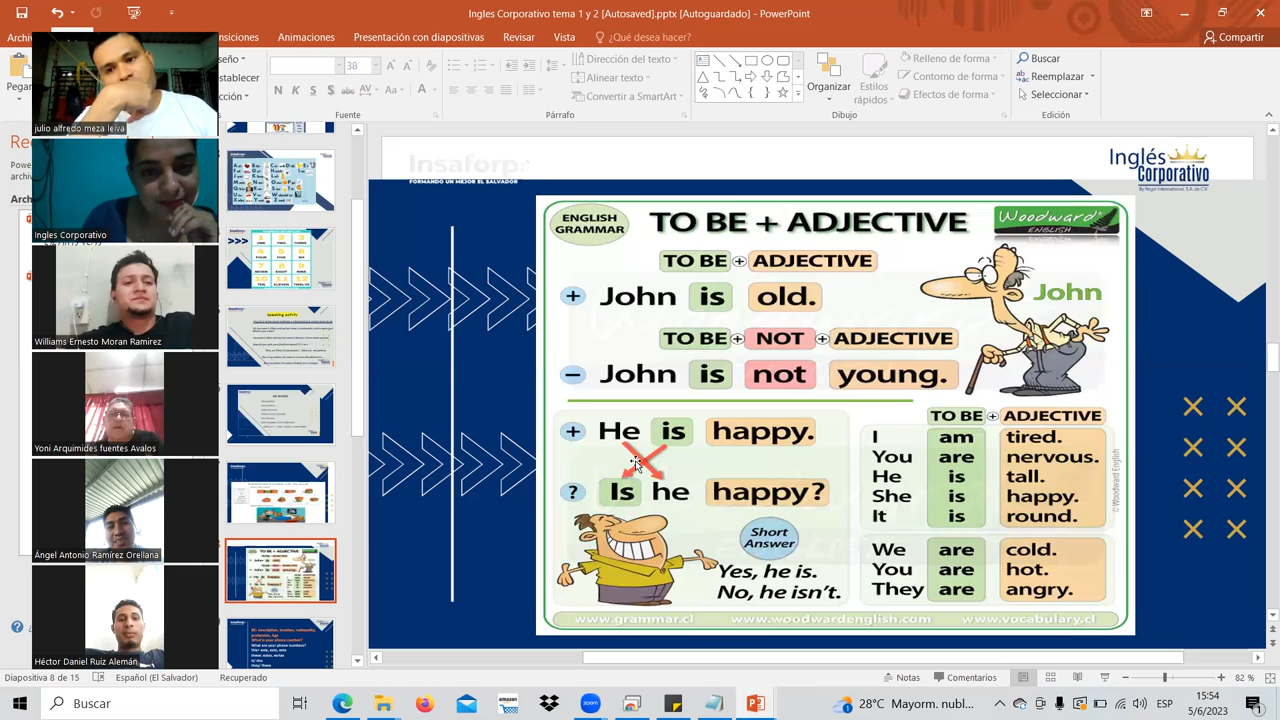 tema 1 y 2 [Autosaved].pptx [Autoguardado] - PowerPoint
Animaciones
Presentación con diapositivas
Revisar
Vista
¿Qué desea hacer?
Compartir
38
Dirección del texto
Alinear texto
Convertir a SmartArt
Organizar
Estilos
rápidos
Relleno de forma
Contorno de forma
Efectos de forma
Buscar
Reemplazar
Seleccionar
Fuente
Párrafo
Dibujo
Edición
julio alfredo meza leiva
Ingles Corporativo
Williams Ernesto Moran Ramirez
Yoni Arquimides fuentes Avalos
Ángel Antonio Ramírez Orellana
Héctor Daniel Ruiz Alemán
FORMANDO UN MEJOR EL SALVADOR
Inglés
Corporativo
ENGLISH
GRAMMAR
TO BE + ADJECTIVE
Woodward
ENGLISH
TO BE + ADJECTIVE
+ John is old.
John
TO BE + NOT + ADJECTIVE
− John is not young.
+ He is happy.
? Is he happy?
Short
Answer
Yes, he is.
No, he isn't.
TO BE + ADJECTIVE
I am tired.
You are nervous.
He is tall.
She is happy.
It is round.
We are cold.
You are hot.
They are angry.
© Woodward English
www.grammar.cl
www.woodwardenglish.com
www.vocabulary.cl
Diapositiva 8 de 15
Español (El Salvador)
Recuperado
Notas
Comentarios
82 %
Buscar
28°C Mayorm. nubl...
ESP
15:54
5/6/2023